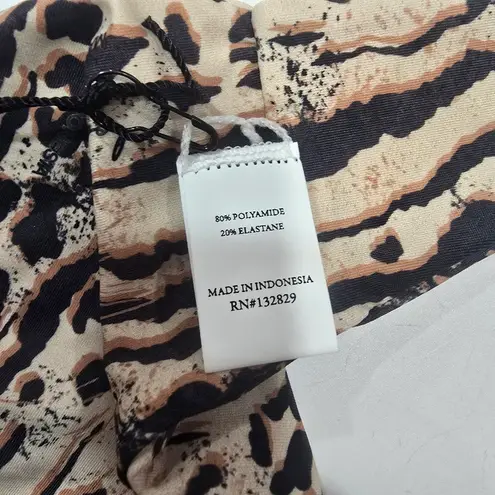 80% POLYAMIDE
20% ELASTANE
MADE IN INDONESIA
RN#132829